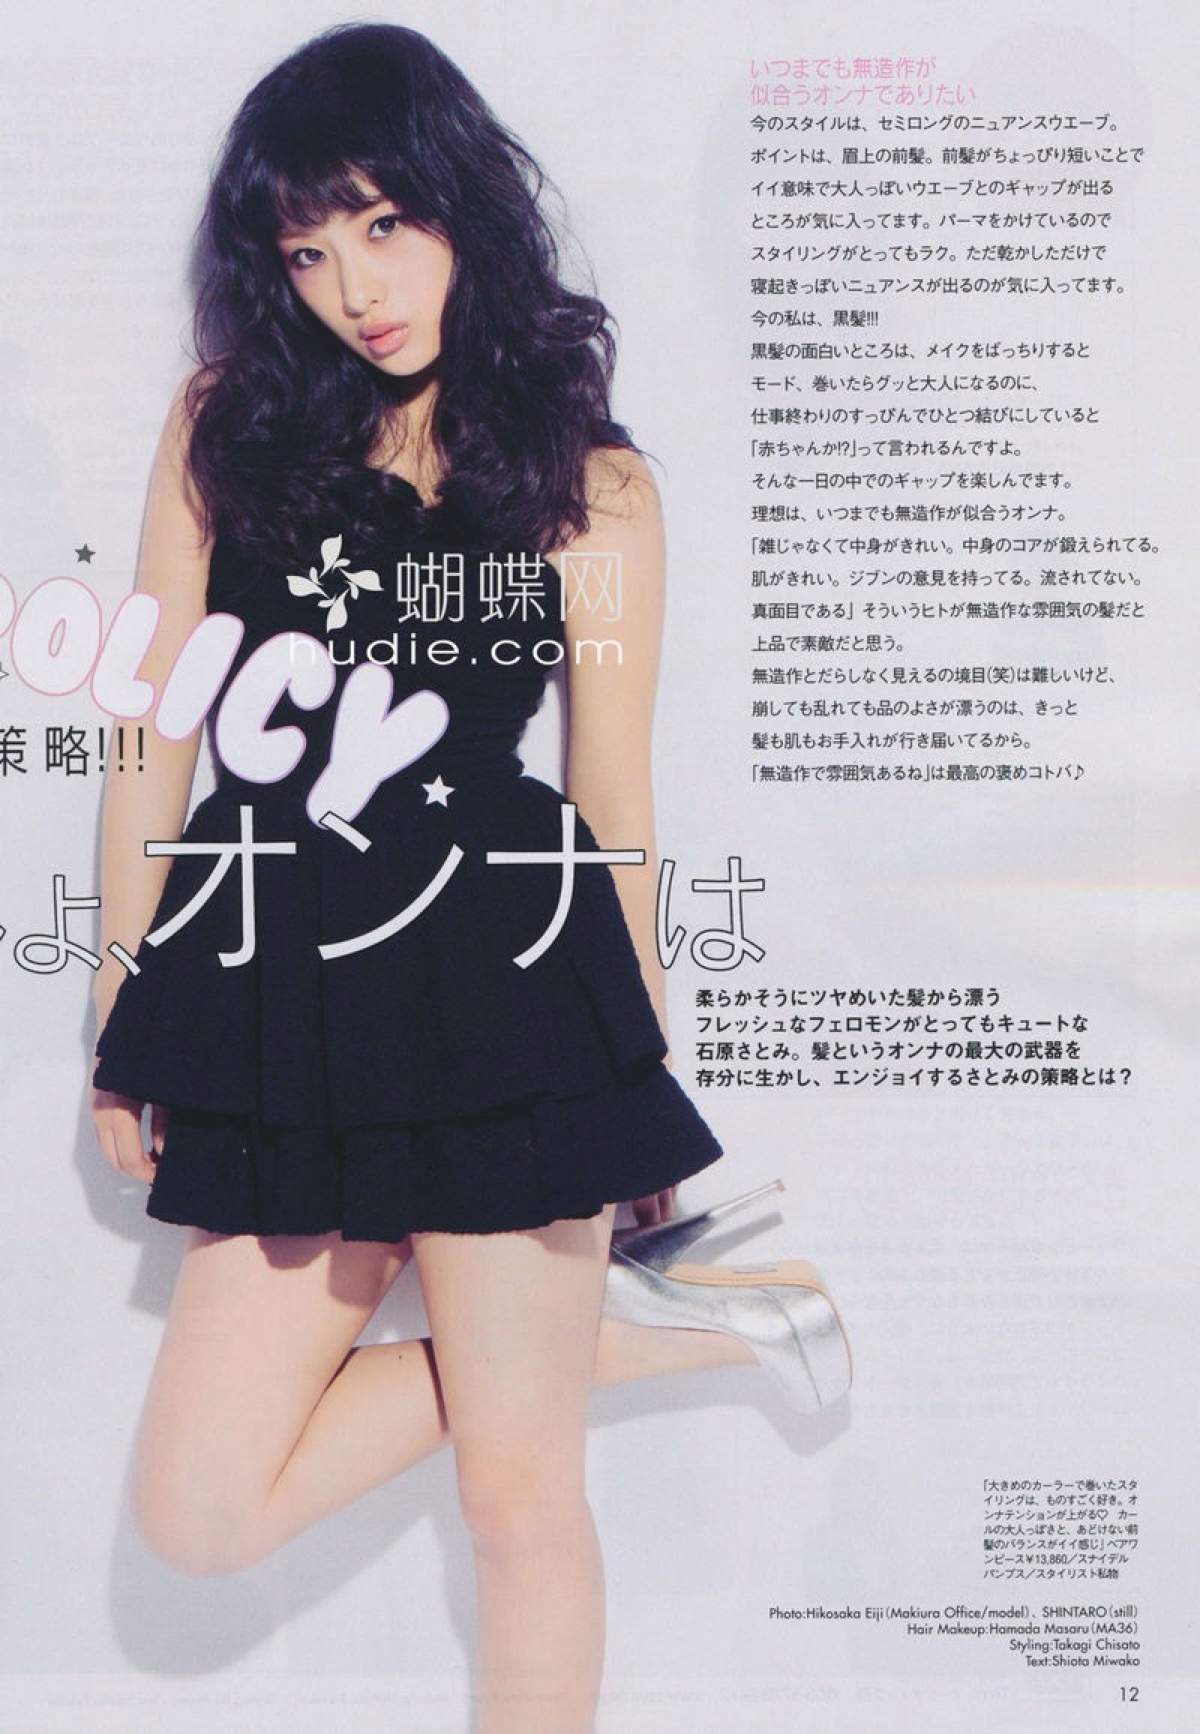 いつまでも無造作が
似合うオンナでありたい
今のスタイルは、セミロングのニュアンスウエーブ。
ポイントは、眉上の前髪。前髪がちょっぴり短いことで
イイ意味で大人っぽいウエーブとのギャップが出る
ところが気に入ってます。パーマをかけているので
スタイリングがとってもラク。ただ乾かしただけで
寝起きっぽいニュアンスが出るのが気に入ってます。
今の私は、黒髪!!!
黒髪の面白いところは、メイクをばっちりすると
モード、巻いたらグッと大人になるのに、
仕事終わりのすっぴんでひとつ結びにしていると
「赤ちゃんか!?」って言われるんですよ。
そんな一日の中でのギャップを楽しんでます。
理想は、いつまでも無造作が似合うオンナ。
「雑じゃなくて中身がきれい。中身のコアが鍛えられてる。
肌がきれい。ジブンの意見を持ってる。流されてない。
真面目である」そういうヒトが無造作な雰囲気の髪だと
上品で素敵だと思う。
無造作とだらしなく見えるの境目(笑)は難しいけど、
崩しても乱れても品のよさが漂うのは、きっと
髪も肌もお手入れが行き届いてるから。
「無造作で雰囲気あるね」は最高の褒めコトバ♪
蝴蝶网
hudie.com
POLICY
策略!!!
よ、オンナは
柔らかそうにツヤめいた髪から漂う
フレッシュなフェロモンがとってもキュートな
石原さとみ。髪というオンナの最大の武器を
存分に生かし、エンジョイするさとみの策略とは？
「大きめのカーラーで巻いたスタ
イリングは、ものすごく好き。オ
ンナテンションが上がる♡ カー
ルの大人っぽさと、あどけない前
髪のバランスがイイ感じ」ベアワ
ンピース¥13,860／スナイデル
パンプス／スタイリスト私物
Photo:Hikosaka Eiji(Makiura Office/model)、SHINTARO(still)
Hair Makeup:Hamada Masaru(MA36)
Styling:Takagi Chisato
Text:Shiota Miwako
12